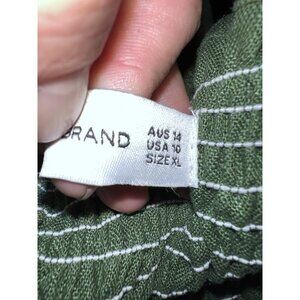 BRAND
AUS 14
USA 10
SIZE XL